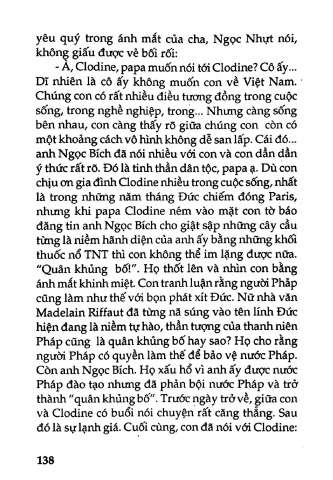 yêu quý trong ánh mắt của cha, Ngọc Nhựt nói,
không giấu được vẻ bối rối:
- À, Clodine, papa muốn nói tới Clodine? Cô ấy...
Dĩ nhiên là cô ấy không muốn con về Việt Nam.
Chúng con có rất nhiều điều tương đồng trong cuộc
sống, trong nghề nghiệp, trong... Nhưng càng sống
bên nhau, con càng thấy rõ giữa chúng con còn có
một khoảng cách vô hình không dễ san lấp. Cái đó...
anh Ngọc Bích đã nói nhiều với con và con dần dần
ý thức rất rõ. Đó là tinh thần dân tộc, papa ạ. Dù con
chịu ơn gia đình Clodine nhiều trong cuộc sống, nhất
là trong những năm tháng Đức chiếm đóng Paris,
nhưng khi papa Clodine ném vào mặt con tờ báo
đăng tin anh Ngọc Bích cho giật sập những cây cầu
từng là niềm hãnh diện của anh ấy bằng những khối
thuốc nổ TNT thì con không thể im lặng được nữa.
"Quân khủng bố!". Họ thốt lên và nhìn con bằng
ánh mắt khinh miệt. Con tranh luận rằng người Pháp
cũng làm như thế với bọn phát xít Đức. Nữ nhà văn
Madelain Riffaut đã từng nã súng vào tên lính Đức
hiện đang là niềm tự hào, thần tượng của thanh niên
Pháp cũng là quân khủng bố hay sao? Họ cho rằng
người Pháp có quyền làm thế để bảo vệ nước Pháp.
Còn anh Ngọc Bích. Họ xấu hổ vì anh ấy được nước
Pháp đào tạo nhưng đã phản bội nước Pháp và trở
thành "quân khủng bố". Trước ngày trở về, giữa con
và Clodine có buổi nói chuyện rất căng thẳng. Sau
đó là sự lạnh giá. Cuối cùng, con đã nói với Clodine:
138